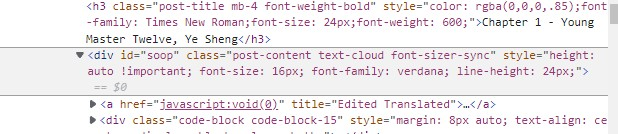 <h3 class="post-title mb-4 font-weight-bold" style="color: rgba(0,0,0,.85);font
-family: Times New Roman;font-size: 24px;font-weight: 600;">Chapter 1 - Young
Master Twelve, Ye Sheng</h3>
▼<div id="soop" class="post-content text-cloud font-sizer-sync" style="height:
auto !important; font-size: 16px; font-family: verdana; line-height: 24px;">
== $0
▶<a href="javascript:void(0)" title="Edited Translated">…</a>
▶<div class="code-block code-block-15" style="margin: 8px auto; text-align: ce